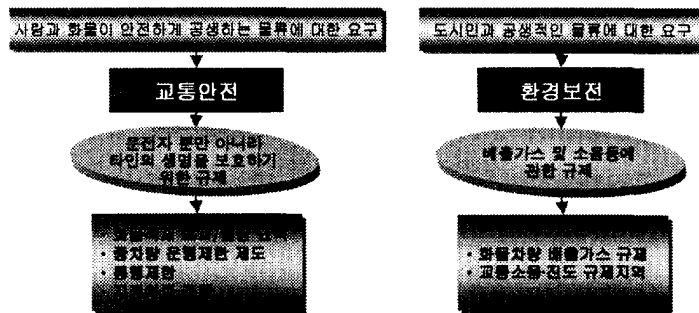 사람과 화물이 안전하게 공생하는 물류에 대한 요구
교통안전
운전자 뿐만 아니라
타인의 생명을 보호하기
위한 규제
· 중차량 운행제한 제도
· 통행제한
도시인과 공생적인 물류에 대한 요구
환경보전
배출가스 및 소음등에
관한 규제
· 화물차량 배출가스 규제
· 교통소음·진도 규제지역